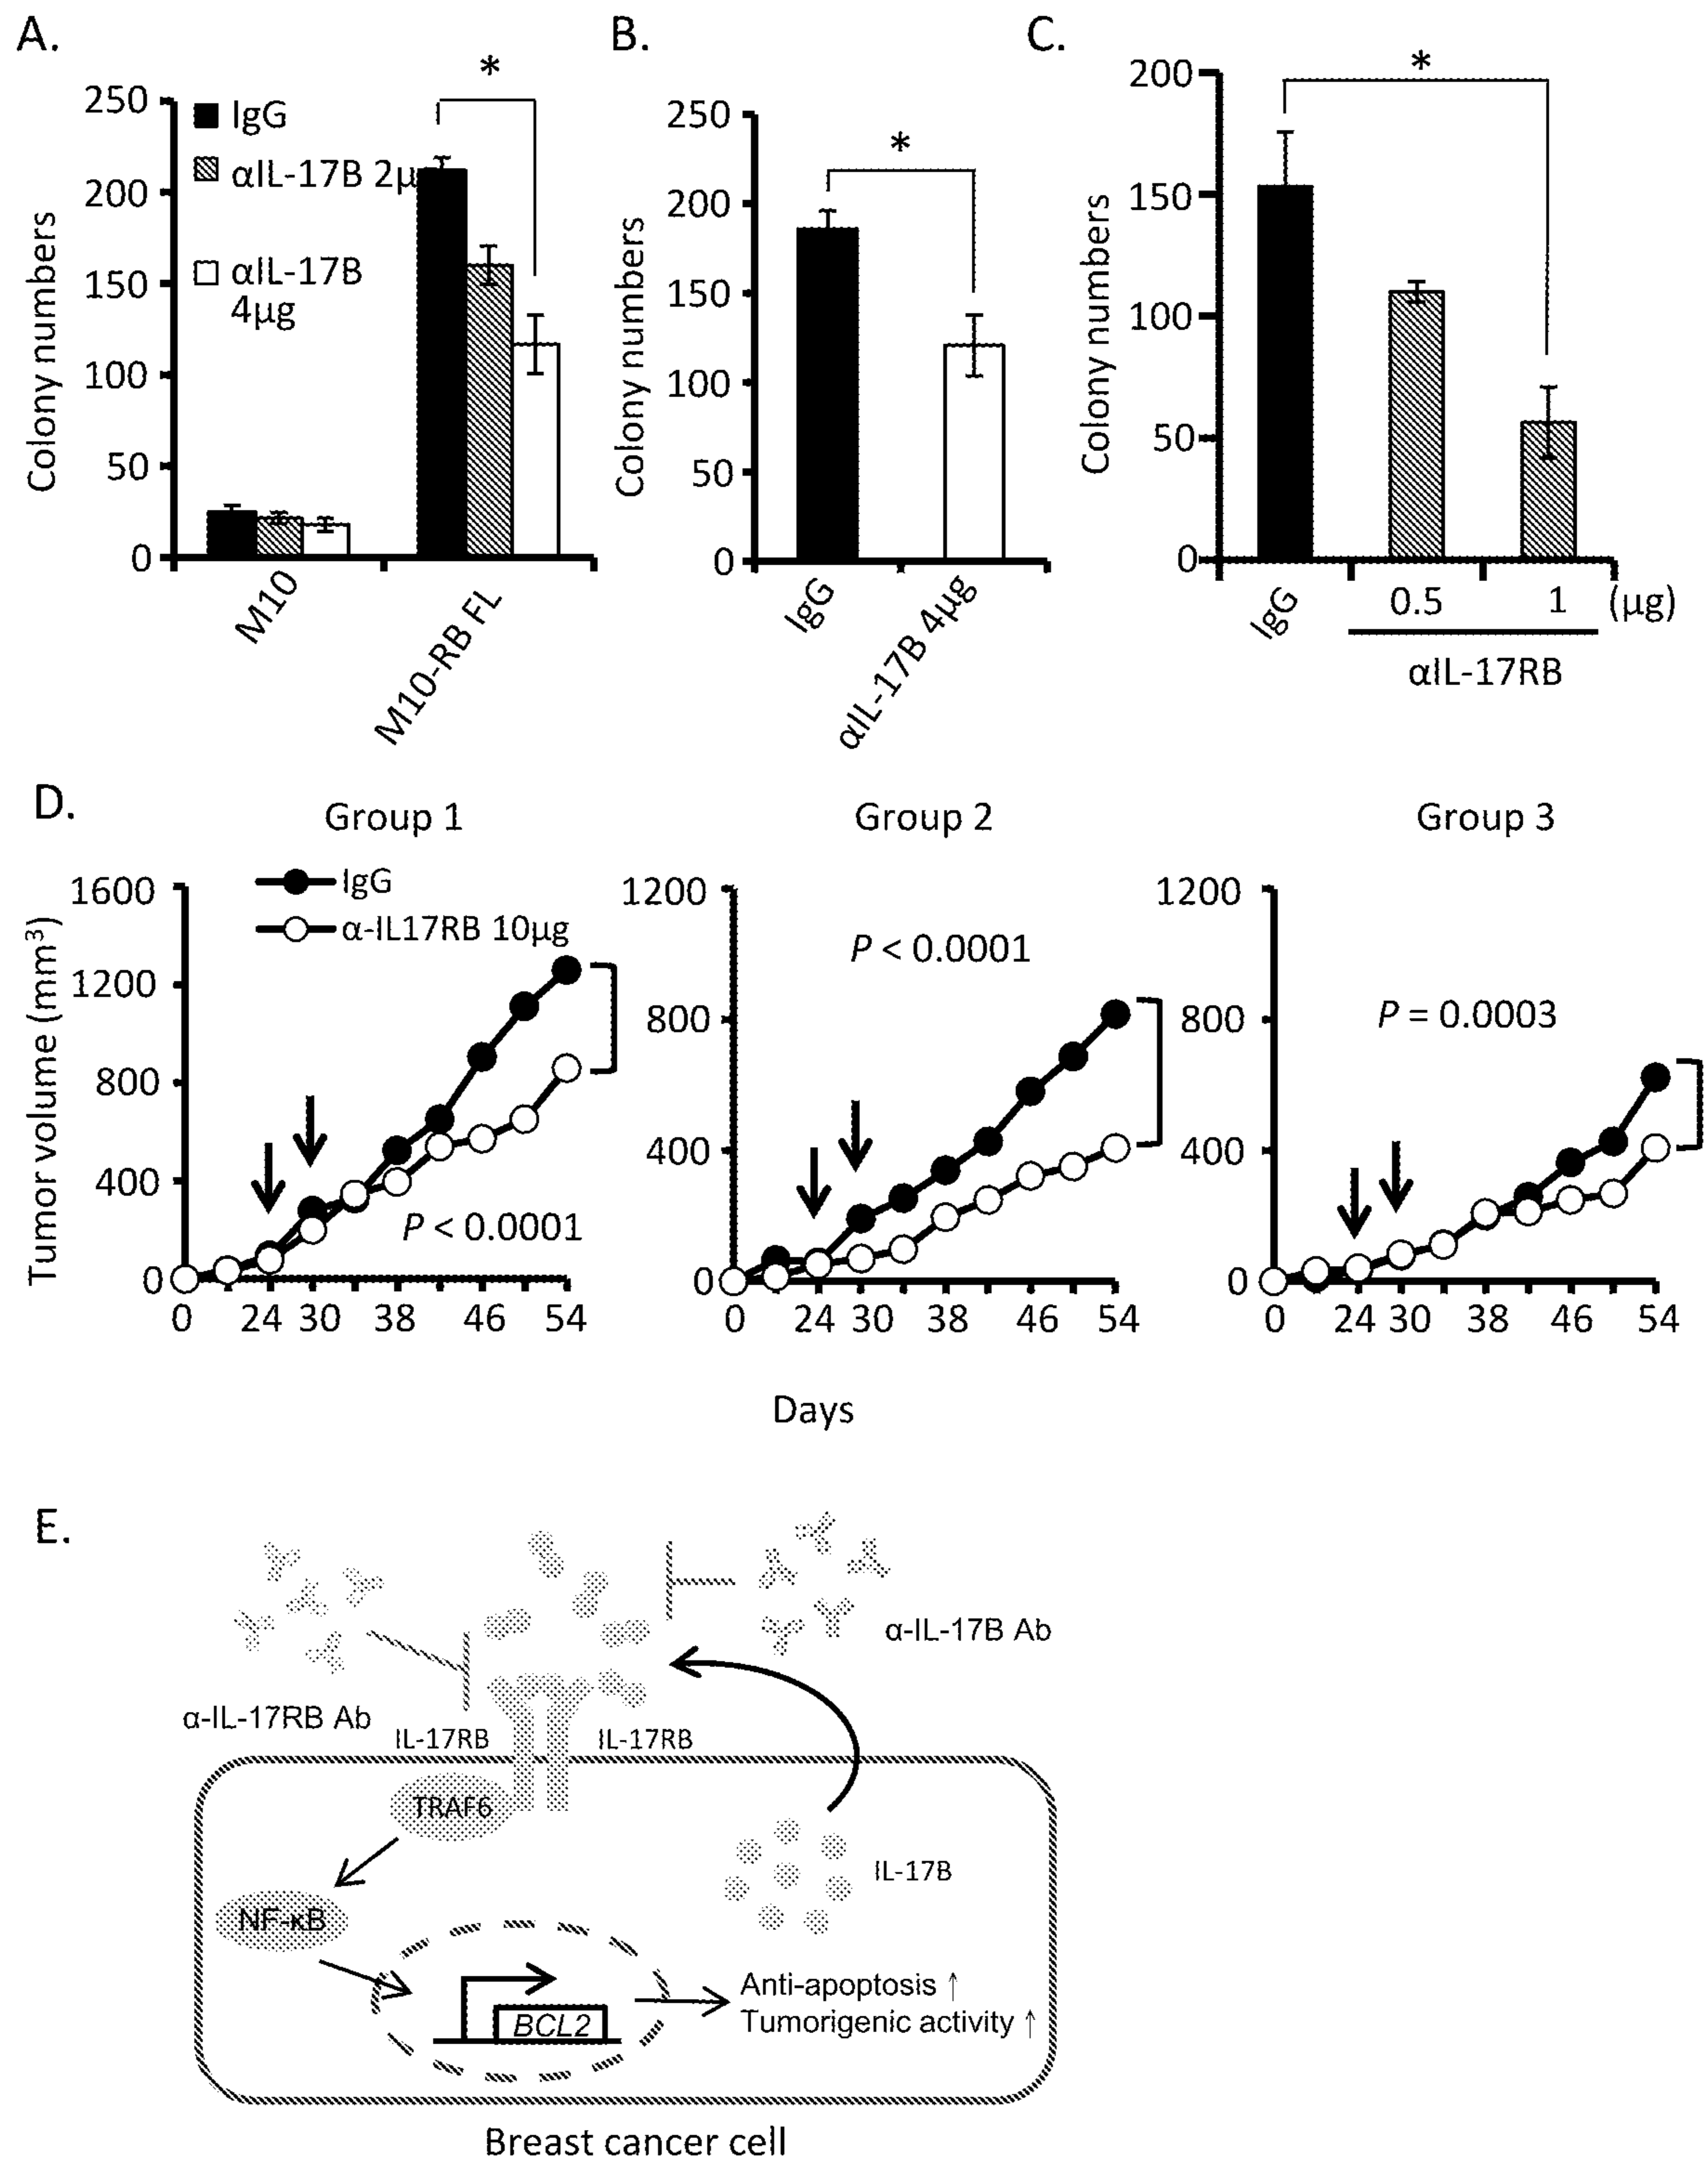 A.
*
250
200
150
100
50
0
Colony numbers
IgG
αIL-17B 2μ
αIL-17B
4μg
M10
M10-RB FL
B.
*
250
200
150
100
50
0
Colony numbers
IgG
αIL-17B 4μg
C.
*
200
150
100
50
0
Colony numbers
IgG
0.5
1
(μg)
αIL-17RB
D.
Group 1
IgG
α-IL17RB 10μg
1600
1200
800
400
0
Tumor volume (mm³)
P < 0.0001
0 24 30 38 46 54
Group 2
1200
800
400
0
P < 0.0001
0 24 30 38 46 54
Group 3
1200
800
400
0
P = 0.0003
0 24 30 38 46 54
Days
E.
α-IL-17B Ab
α-IL-17RB Ab
IL-17RB
IL-17RB
TRAF6
IL-17B
NF-κB
BCL2
Anti-apoptosis ↑
Tumorigenic activity ↑
Breast cancer cell